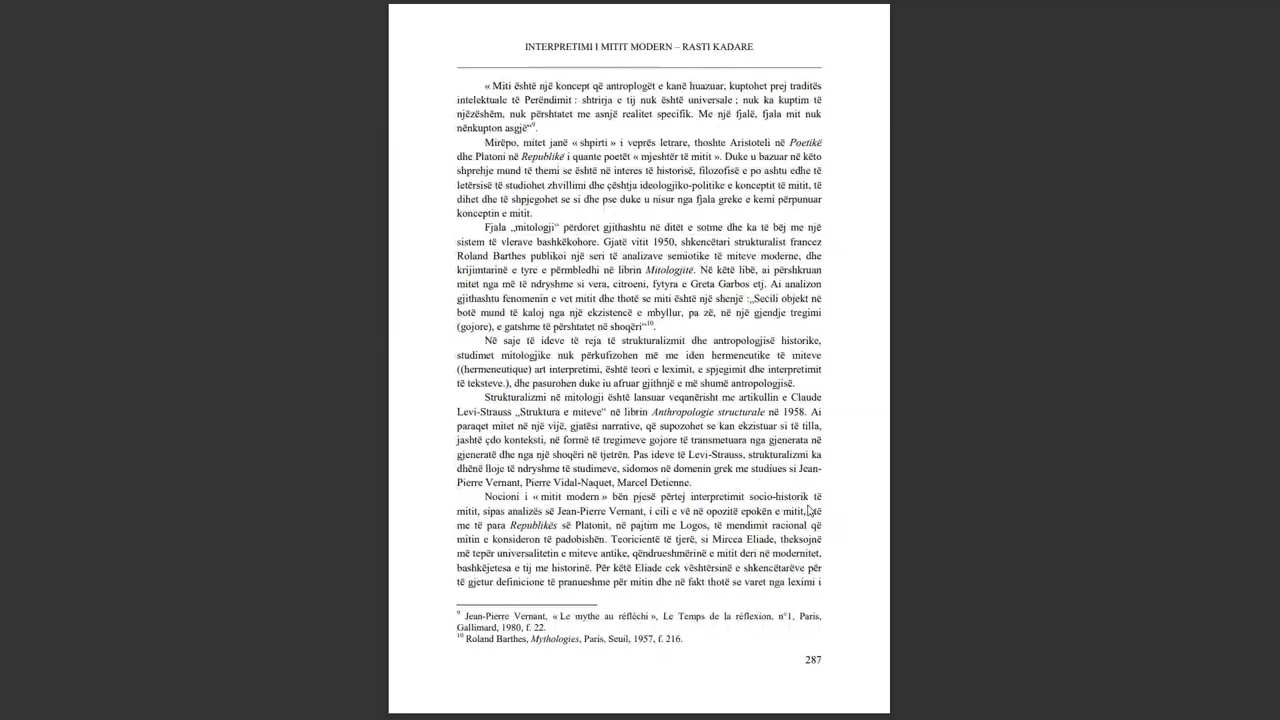 INTERPRETIMI I MITIT MODERN – RASTI KADARE
« Miti është një koncept që antroplogët e kanë huazuar, kuptohet prej traditës
intelektuale të Perëndimit : shtrirja e tij nuk është universale ; nuk ka kuptim të
njëzëshëm, nuk përshtatet me asnjë realitet specifik. Me një fjalë, fjala mit nuk
nënkupton asgjë“⁹.
Mirëpo, mitet janë « shpirti » i veprës letrare, thoshte Aristoteli në Poetikë
dhe Platoni në Republikë i quante poetët « mjeshtër të mitit ». Duke u bazuar në këto
shprehje mund të themi se është në interes të historisë, filozofisë e po ashtu edhe të
letërsisë të studiohet zhvillimi dhe çështja ideologjiko-politike e konceptit të mitit, të
dihet dhe të shpjegohet se si dhe pse duke u nisur nga fjala greke e kemi përpunuar
konceptin e mitit.
Fjala „mitologji“ përdoret gjithashtu në ditët e sotme dhe ka të bëj me një
sistem të vlerave bashkëkohore. Gjatë vitit 1950, shkencëtari strukturalist francez
Roland Barthes publikoi një seri të analizave semiotike të miteve moderne, dhe
krijimtarinë e tyre e përmbledhi në librin Mitologjitë. Në këtë libë, ai përshkruan
mitet nga më të ndryshme si vera, citroeni, fytyra e Greta Garbos etj. Ai analizon
gjithashtu fenomenin e vet mitit dhe thotë se miti është një shenjë :„Secili objekt në
botë mund të kaloj nga një ekzistencë e mbyllur, pa zë, në një gjendje tregimi
(gojore), e gatshme të përshtatet në shoqëri“¹⁰.
Në saje të ideve të reja të strukturalizmit dhe antropologjisë historike,
studimet mitologjike nuk përkufizohen më me iden hermeneutike të miteve
((hermeneutique) art interpretimi, është teori e leximit, e spjegimit dhe interpretimit
të teksteve.), dhe pasurohen duke iu afruar gjithnjë e më shumë antropologjisë.
Strukturalizmi në mitologji është lansuar veqanërisht me artikullin e Claude
Levi-Strauss „Struktura e miteve“ në librin Anthropologie structurale në 1958. Ai
paraqet mitet në një vijë, gjatësi narrative, që supozohet se kan ekzistuar si të tilla,
jashtë çdo konteksti, në formë të tregimeve gojore të transmetuara nga gjenerata në
gjeneratë dhe nga një shoqëri në tjetrën. Pas ideve të Levi-Strauss, strukturalizmi ka
dhënë lloje të ndryshme të studimeve, sidomos në domenin grek me studiues si Jean-
Pierre Vernant, Pierre Vidal-Naquet, Marcel Detienne.
Nocioni i « mitit modern » bën pjesë përtej interpretimit socio-historik të
mitit, sipas analizës së Jean-Pierre Vernant, i cili e vë në opozitë epokën e mitit, atë
me të para Republikës së Platonit, në pajtim me Logos, të mendimit racional që
mitin e konsideron të padobishën. Teoricientë të tjerë, si Mircea Eliade, theksojnë
më tepër universalitetin e miteve antike, qëndrueshmërinë e mitit deri në modernitet,
bashkëjetesa e tij me historinë. Për këtë Eliade cek vështërsinë e shkencëtarëve për
të gjetur definicione të pranueshme për mitin dhe në fakt thotë se varet nga leximi i
⁹ Jean-Pierre Vernant, « Le mythe au réfléchi », Le Temps de la réflexion, n°1, Paris,
Gallimard, 1980, f. 22.
¹⁰ Roland Barthes, Mythologies, Paris, Seuil, 1957, f. 216.
287